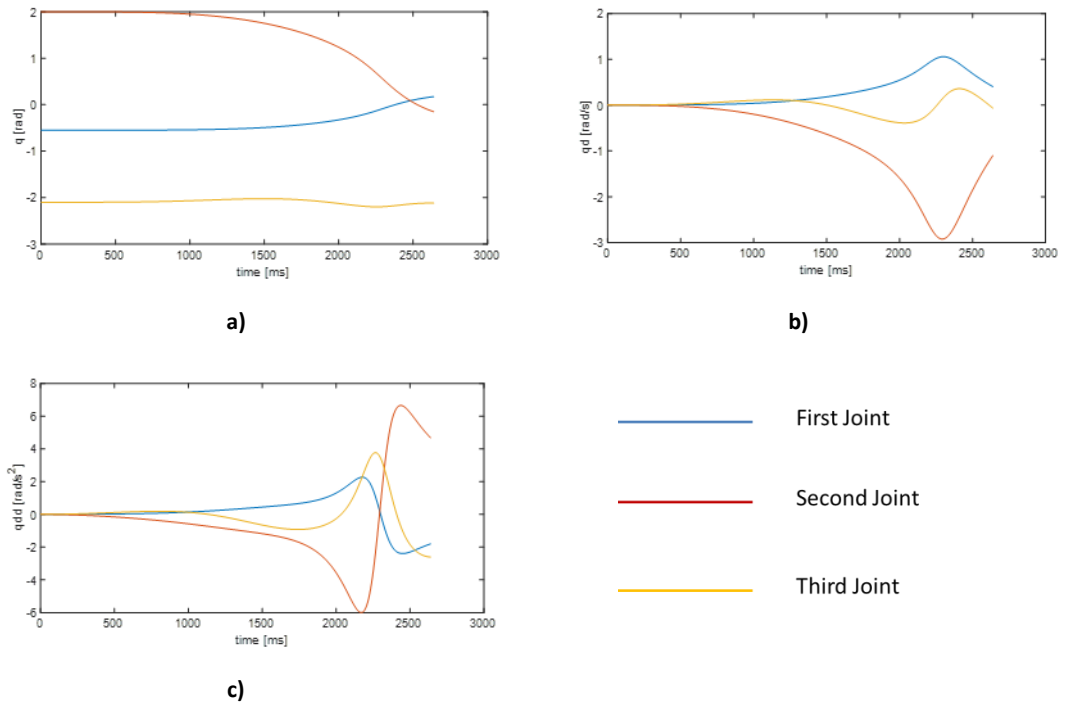 2
1
0
-1
-2
-3
q [rad]
0 500 1000 1500 2000 2500 3000
time [ms]
a)
2
1
0
-1
-2
-3
qd [rad/s]
0 500 1000 1500 2000 2500 3000
time [ms]
b)
8
6
4
2
0
-2
-4
-6
qdd [rad/s²]
0 500 1000 1500 2000 2500 3000
time [ms]
c)
First Joint
Second Joint
Third Joint